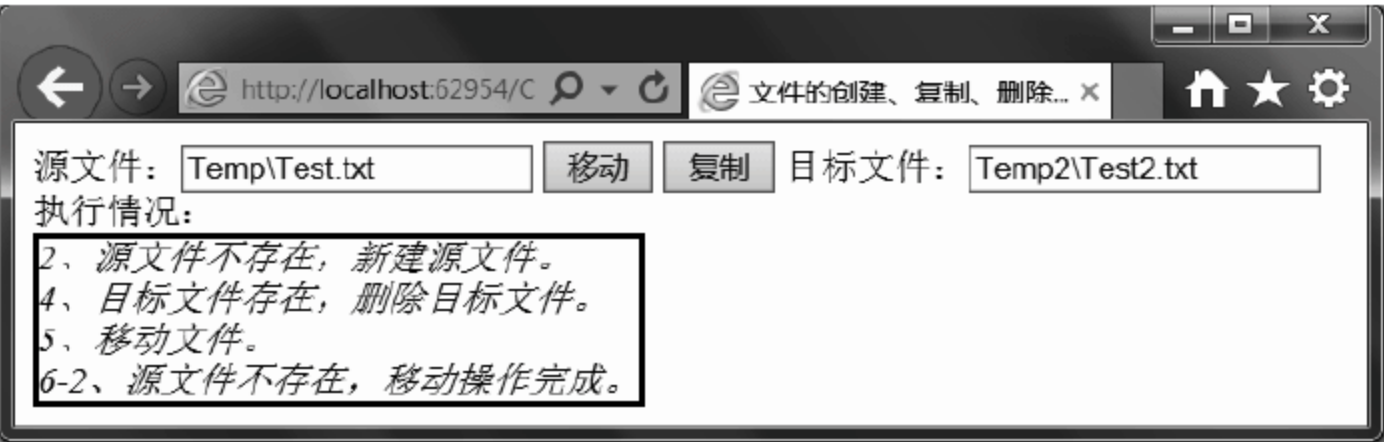 http://localhost:62954/C
文件的创建、复制、删除...
源文件： Temp\Test.txt 移动 复制 目标文件： Temp2\Test2.txt
执行情况：
2、源文件不存在，新建源文件。
4、目标文件存在，删除目标文件。
5、移动文件。
6-2、源文件不存在，移动操作完成。